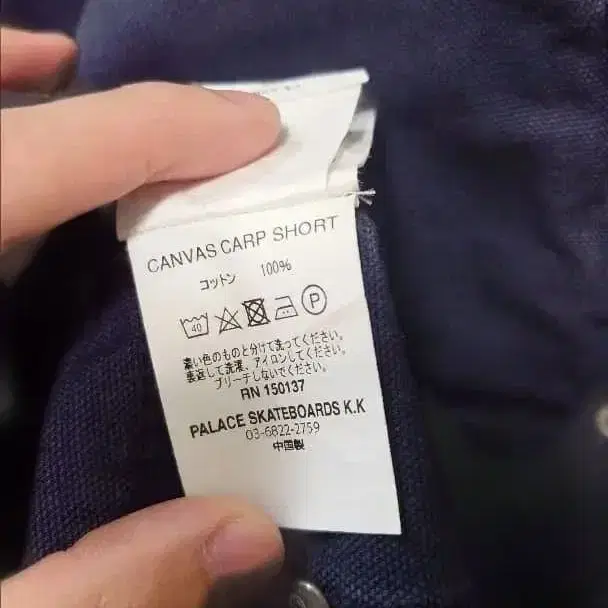 CANVAS CARP SHORT
コットン 100%
40 P
濃い色のものと分けて洗ってください。
裏返して洗濯、アイロンしてください。
ブリーチしないでください。
RN 150137
PALACE SKATEBOARDS K.K
03-6822-2759
中国製